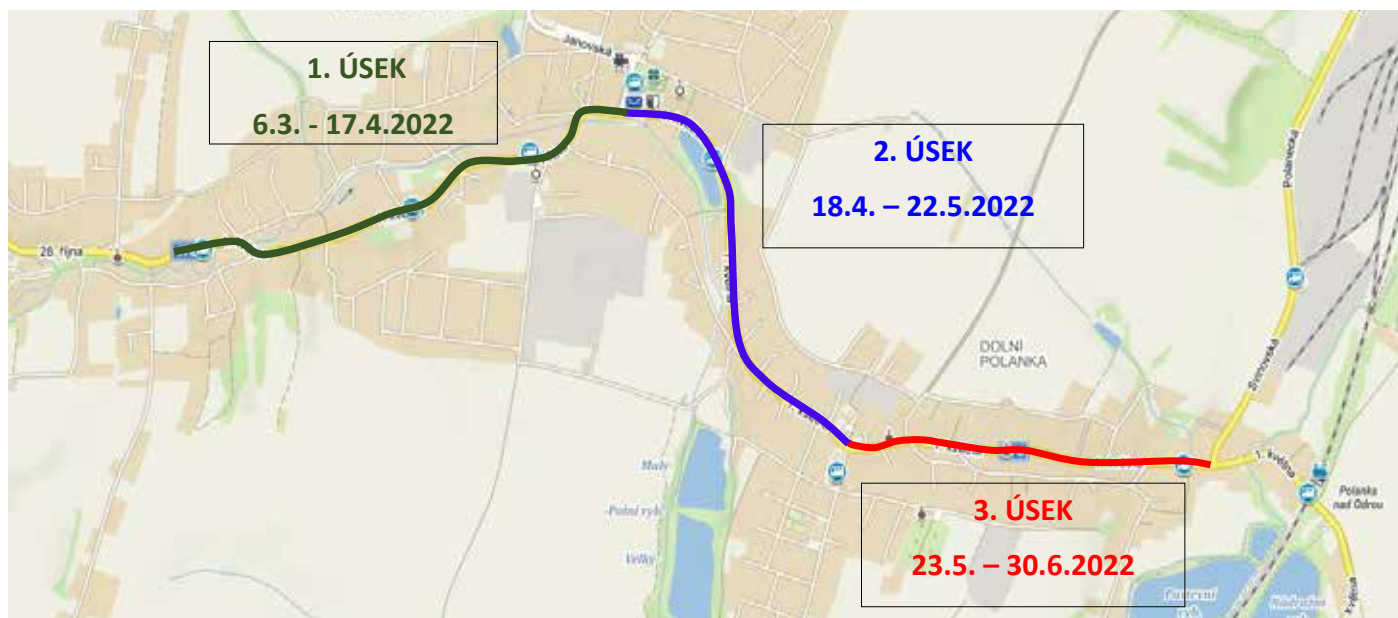 1. ÚSEK
6.3. - 17.4.2022
Janovská
2. ÚSEK
18.4. – 22.5.2022
Polanecká
28. října
Svinovská
DOLNÍ
POLANKA
1. května
Malý
Polní ryb.
Velký
Polanka
nad Odrou
3. ÚSEK
23.5. – 30.6.2022